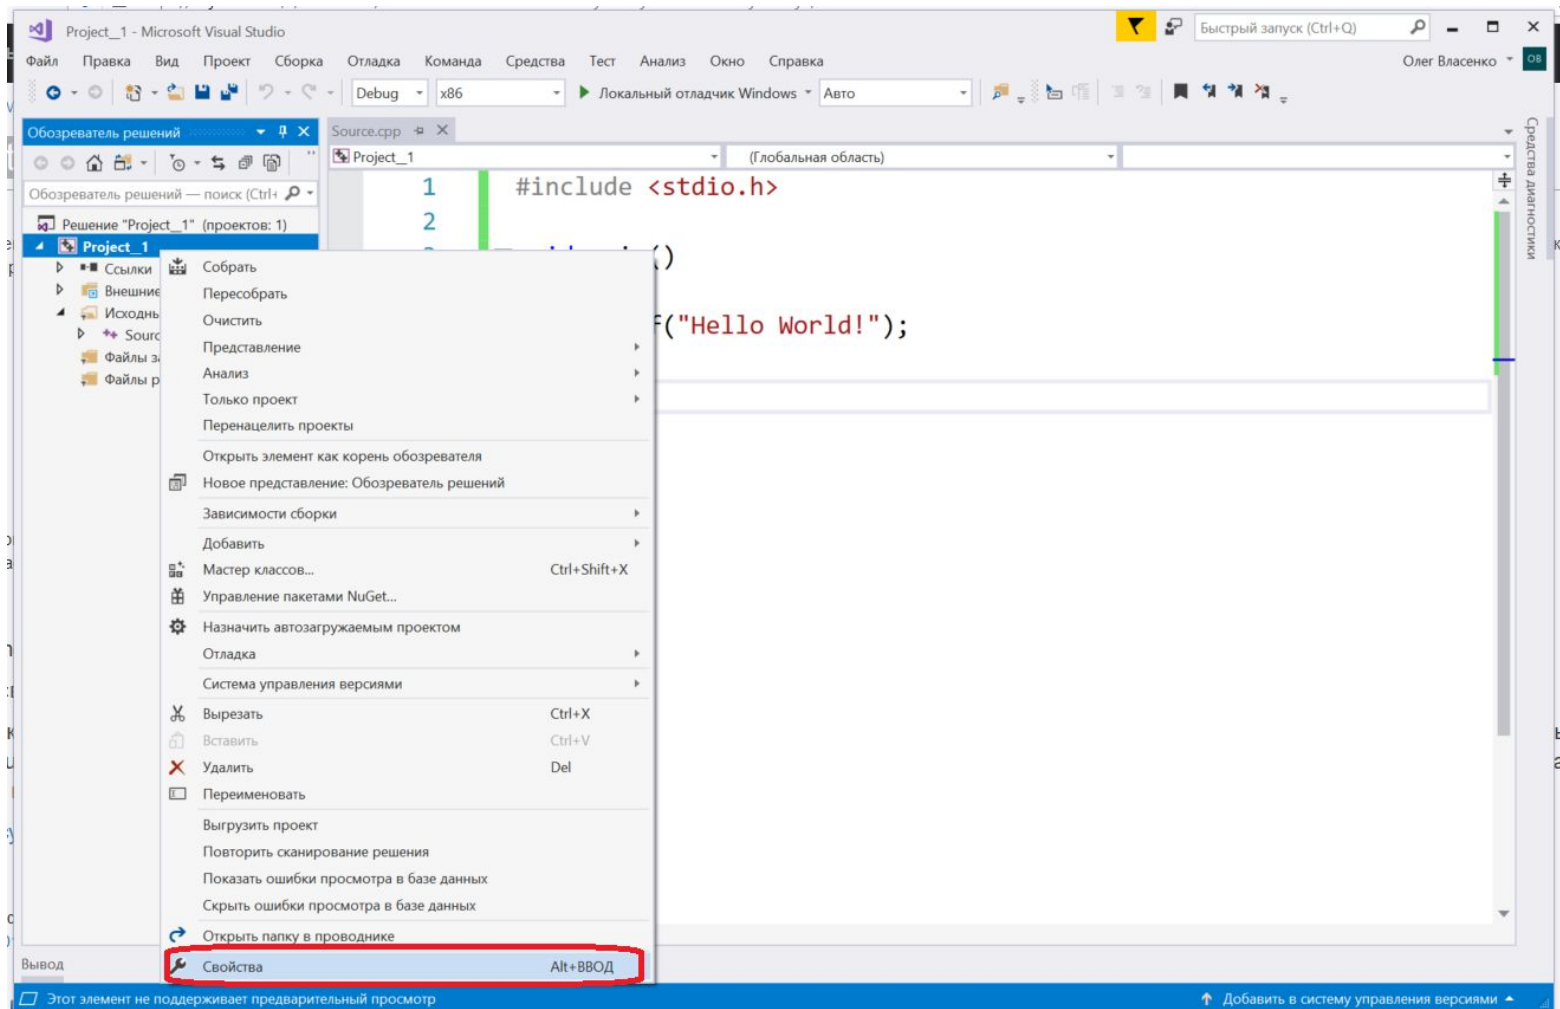 Project__1 - Microsoft Visual Studio
Быстрый запуск (Ctrl+Q)
Файл Правка Вид Проект Сборка Отладка Команда Средства Тест Анализ Окно Справка
Олег Власенко ОВ
Debug x86 Локальный отладчик Windows Авто
Обозреватель решений
Source.cpp
Project__1 (Глобальная область)
Средства диагностики
Обозреватель решений — поиск (Ctrl+
Решение "Project__1" (проектов: 1)
Project__1
Ссылки
Внешние
Исходнь
Sourc
Файлы за
Файлы р
1 #include <stdio.h>
2
()
f("Hello World!");
Собрать
Пересобрать
Очистить
Представление
Анализ
Только проект
Перенацелить проекты
Открыть элемент как корень обозревателя
Новое представление: Обозреватель решений
Зависимости сборки
Добавить
Мастер классов... Ctrl+Shift+X
Управление пакетами NuGet...
Назначить автозагружаемым проектом
Отладка
Система управления версиями
Вырезать Ctrl+X
Вставить Ctrl+V
Удалить Del
Переименовать
Выгрузить проект
Повторить сканирование решения
Показать ошибки просмотра в базе данных
Скрыть ошибки просмотра в базе данных
Открыть папку в проводнике
Свойства Alt+ВВОД
Вывод
Этот элемент не поддерживает предварительный просмотр
Добавить в систему управления версиями